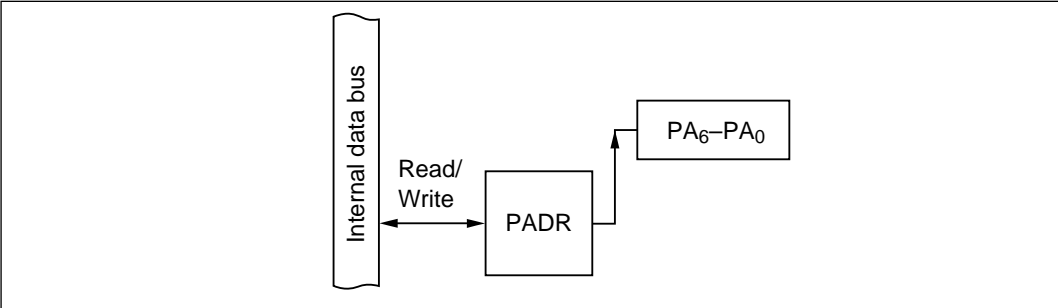 Internal data bus
Read/
Write
PADR
PA6–PA0